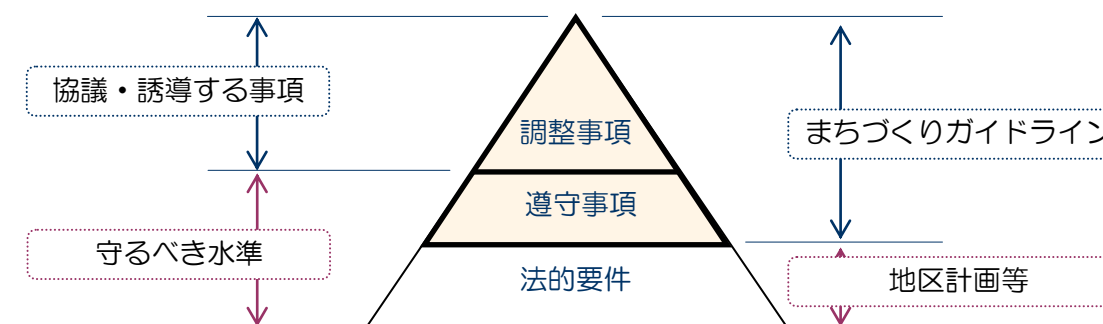 協議・誘導する事項
調整事項
まちづくりガイドライン
遵守事項
守るべき水準
法的要件
地区計画等